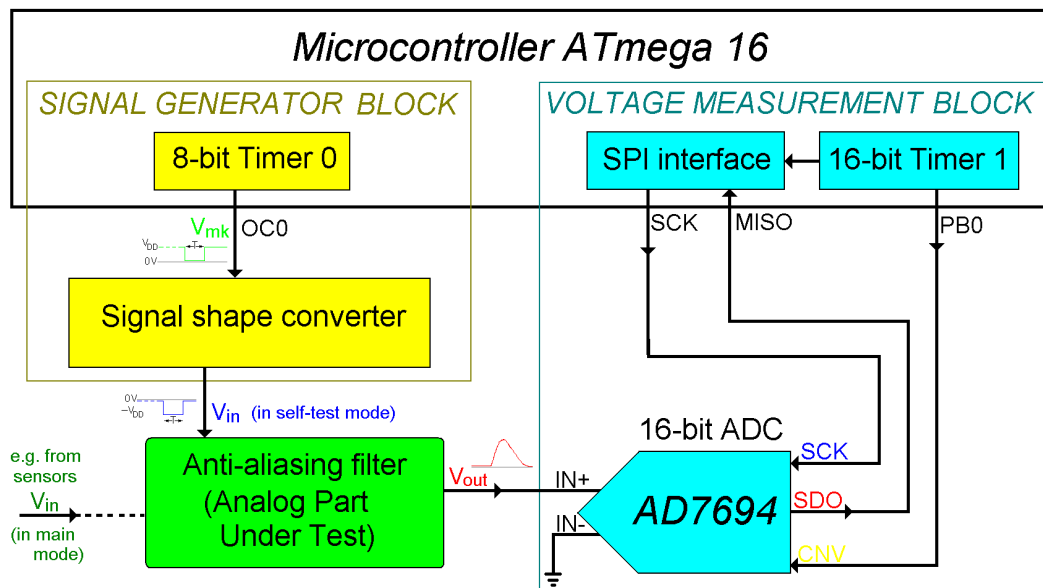 Microcontroller ATmega 16
SIGNAL GENERATOR BLOCK
VOLTAGE MEASUREMENT BLOCK
8-bit Timer 0
SPI interface
16-bit Timer 1
Vmk
OC0
SCK
MISO
PB0
VDD
T
0V
Signal shape converter
0V
-VDD
T
Vin (in self-test mode)
16-bit ADC
e.g. from
sensors
Vin
(in main
mode)
Anti-aliasing filter
(Analog Part
Under Test)
Vout
IN+
IN-
AD7694
SCK
SDO
CNV